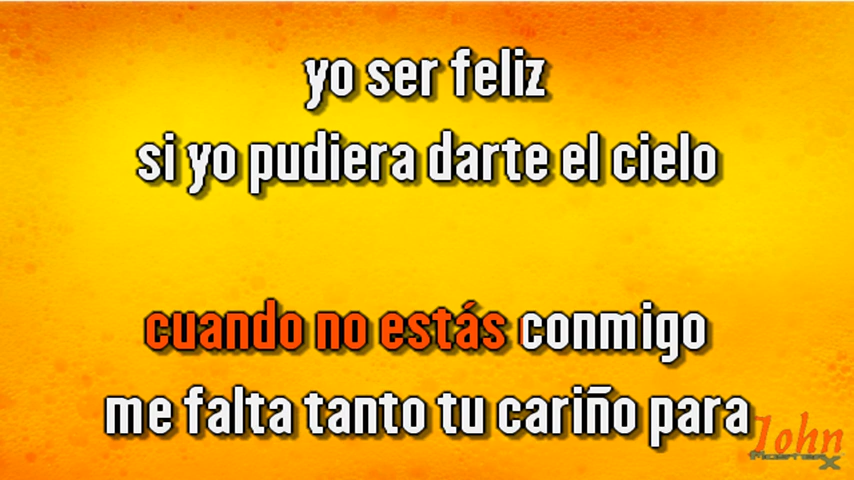 yo ser feliz
si yo pudiera darte el cielo
cuando no estás conmigo
me falta tanto tu cariño para
John